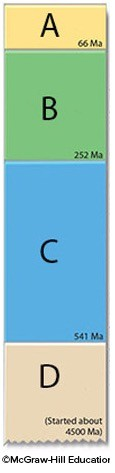 A
66 Ma
B
252 Ma
C
541 Ma
D
(Started about
4500 Ma)
©McGraw-Hill Education